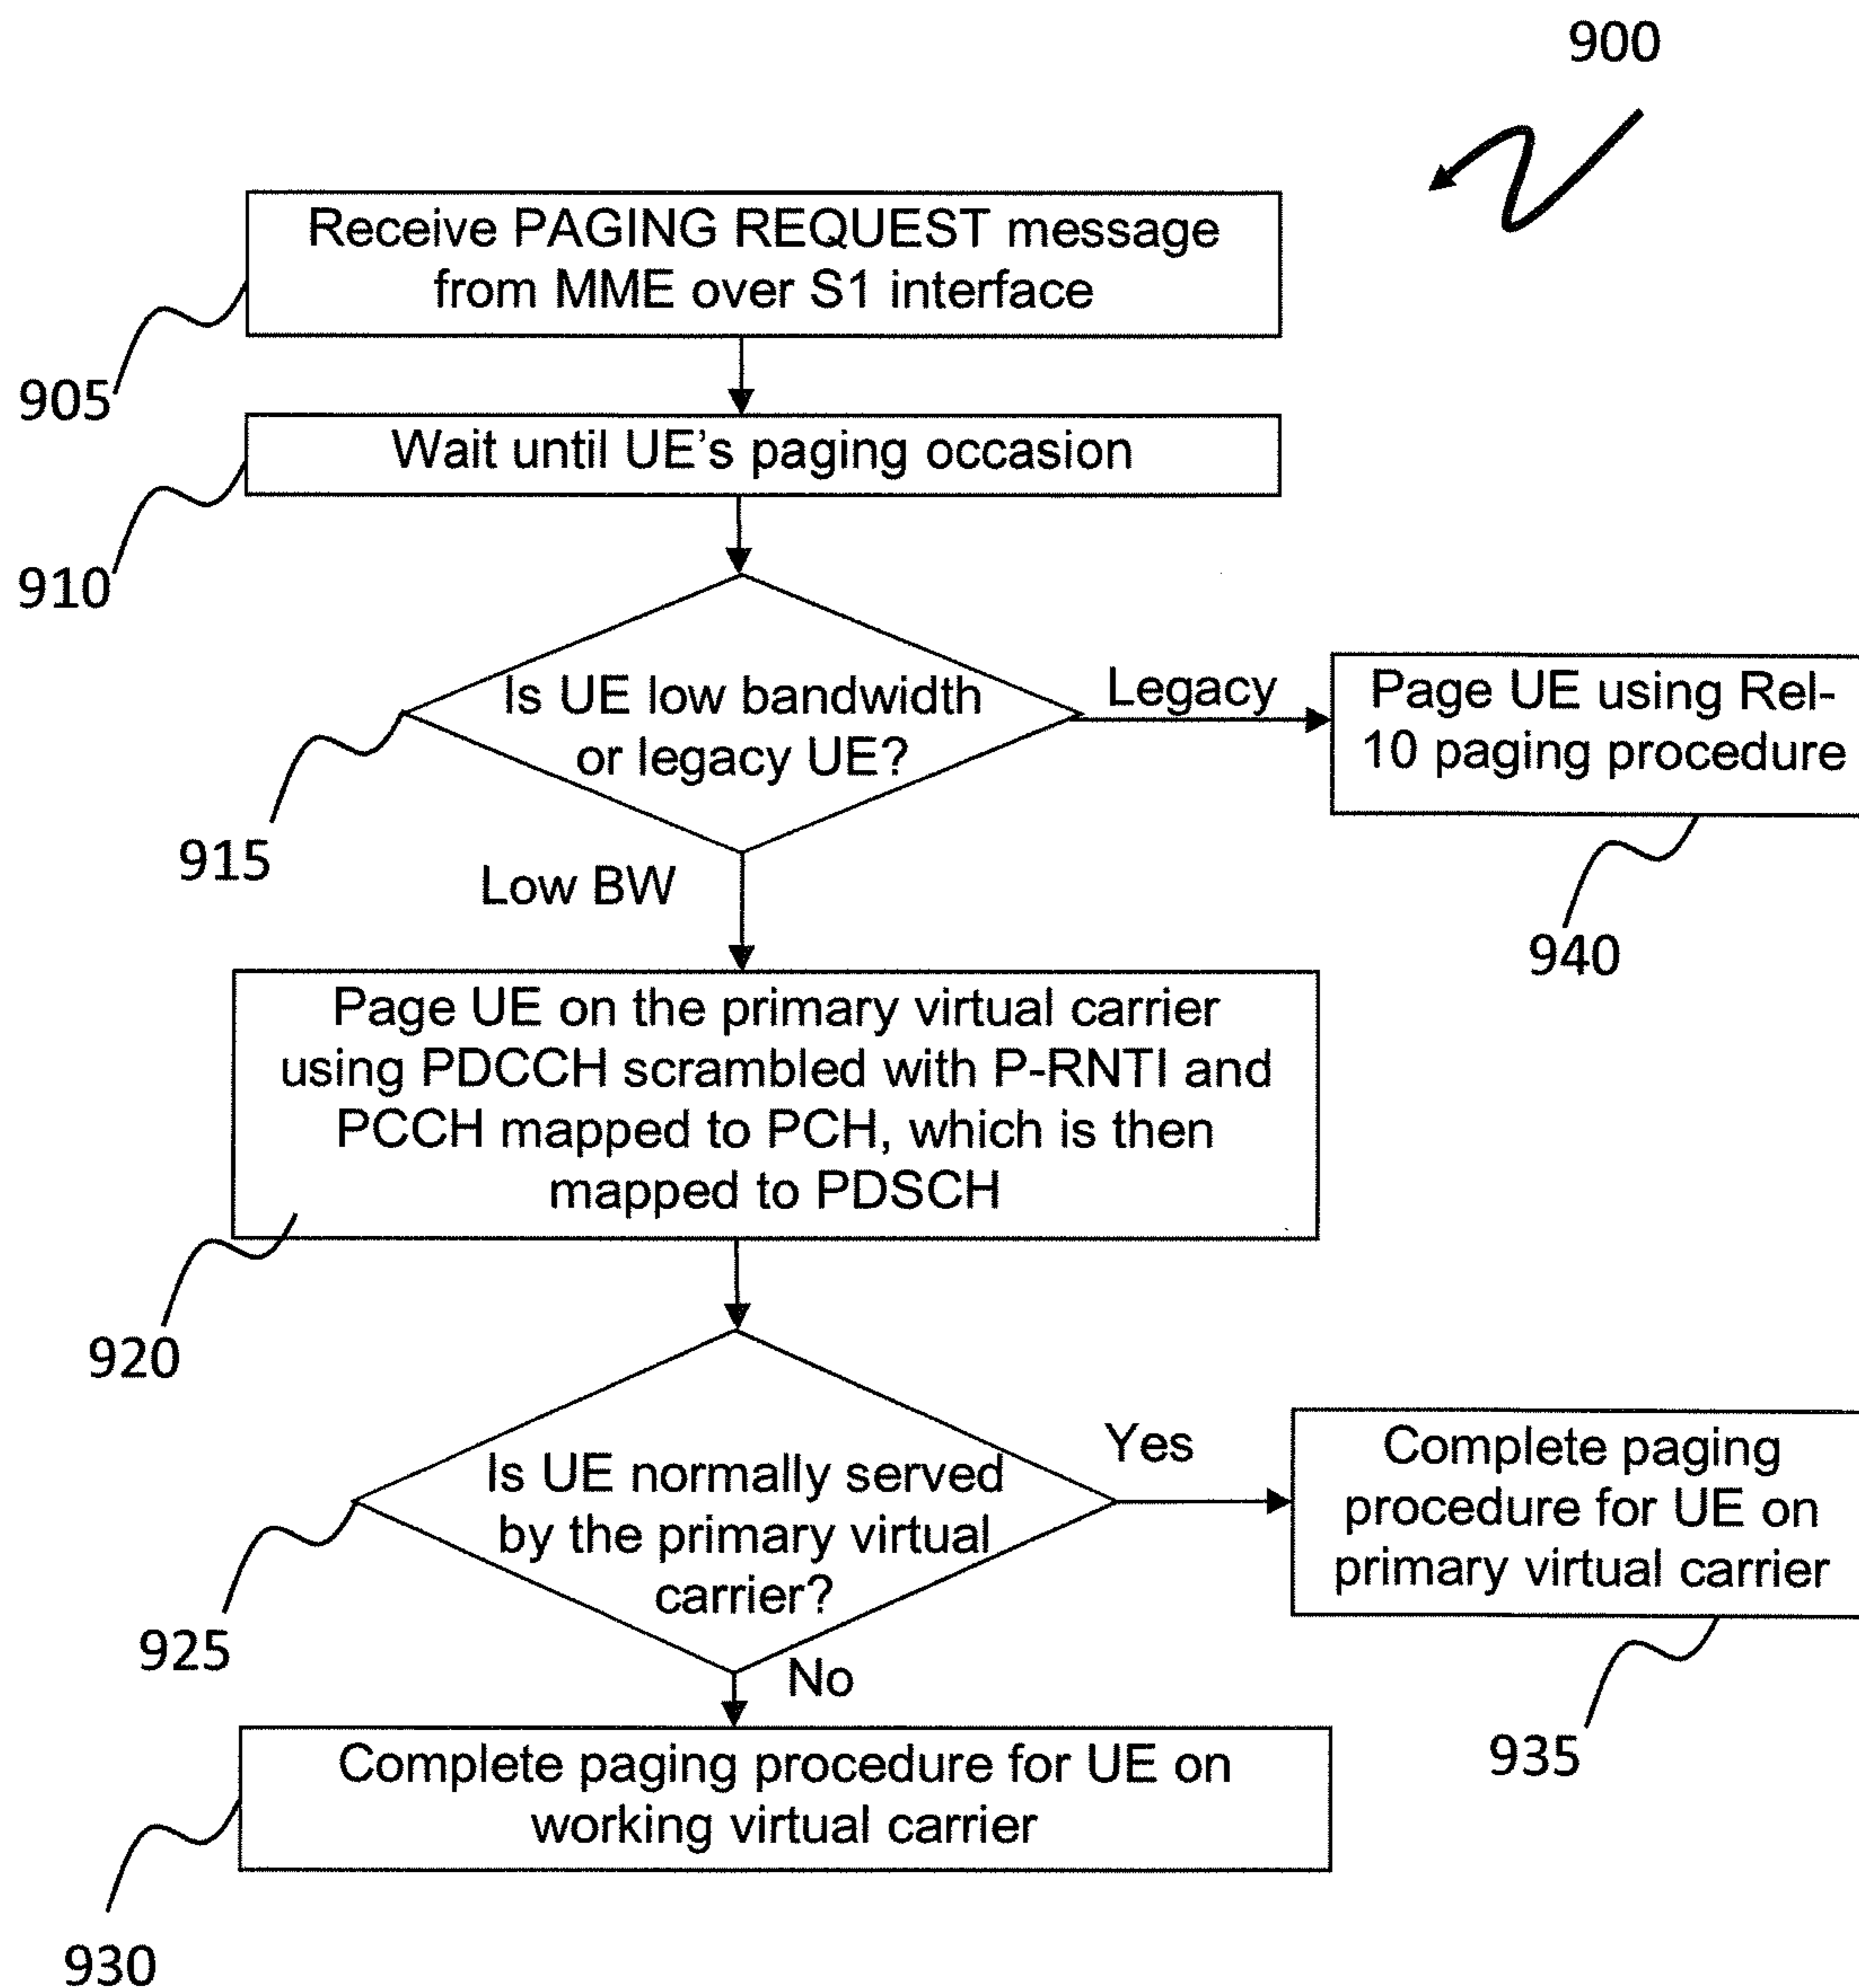 900
Receive PAGING REQUEST message
from MME over S1 interface
905
Wait until UE's paging occasion
910
Is UE low bandwidth
or legacy UE?
Legacy
Page UE using Rel-
10 paging procedure
915
Low BW
940
Page UE on the primary virtual carrier
using PDCCH scrambled with P-RNTI and
PCCH mapped to PCH, which is then
mapped to PDSCH
920
Is UE normally served
by the primary virtual
carrier?
Yes
Complete paging
procedure for UE on
primary virtual carrier
925
No
935
Complete paging procedure for UE on
working virtual carrier
930